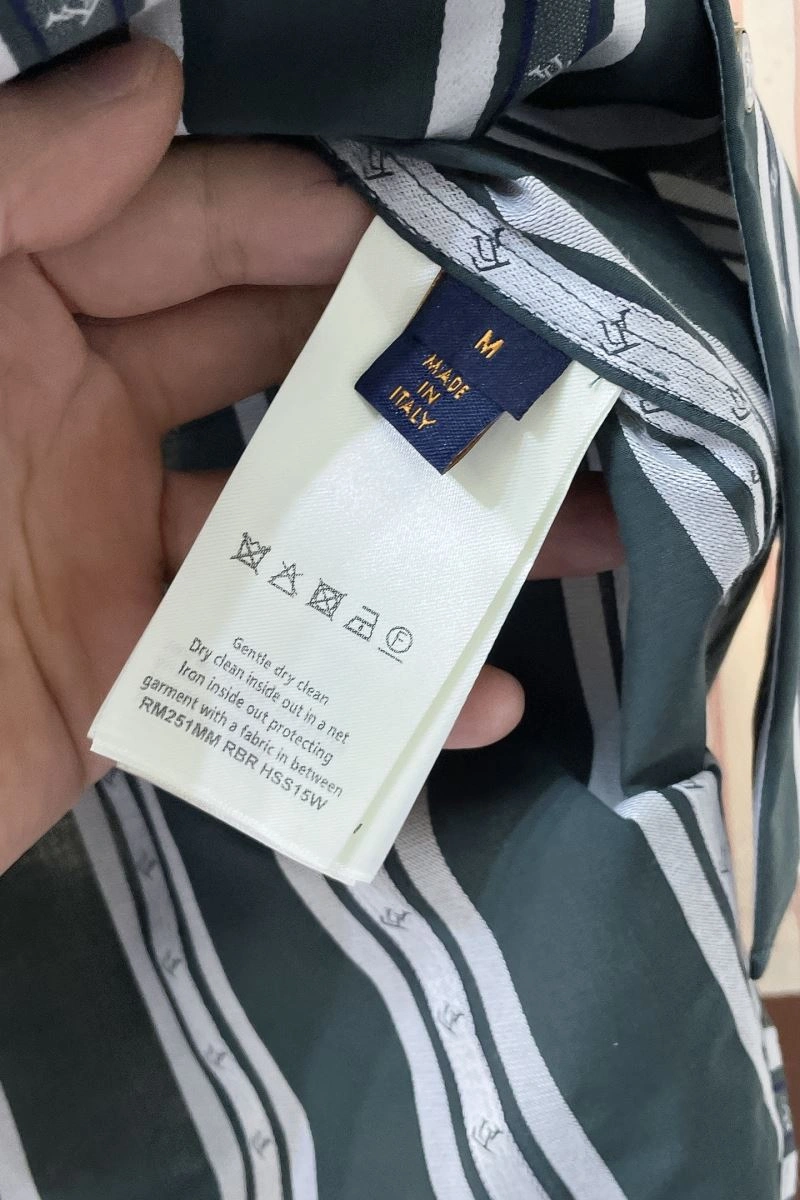 M
MADE
IN
ITALY
F
Gentle dry clean
Dry clean inside out in a net
Iron inside out protecting
garment with a fabric in between
RM251MM RBR HSS15W